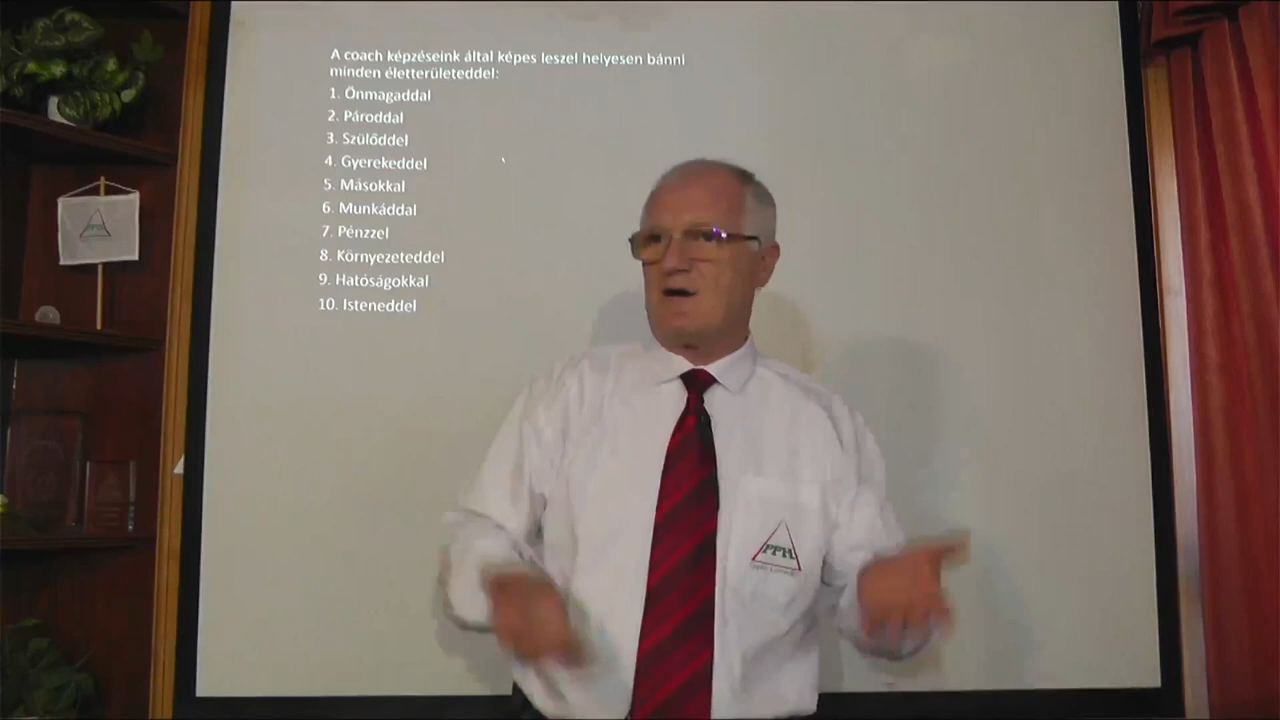 A coach képzéseink által képes leszel helyesen bánni
minden életterületeddel:
1. Önmagaddal
2. Pároddal
3. Szülőddel
4. Gyerekeddel
5. Másokkal
6. Munkáddal
7. Pénzzel
8. Környezeteddel
9. Hatóságokkal
10. Isteneddel
PPH